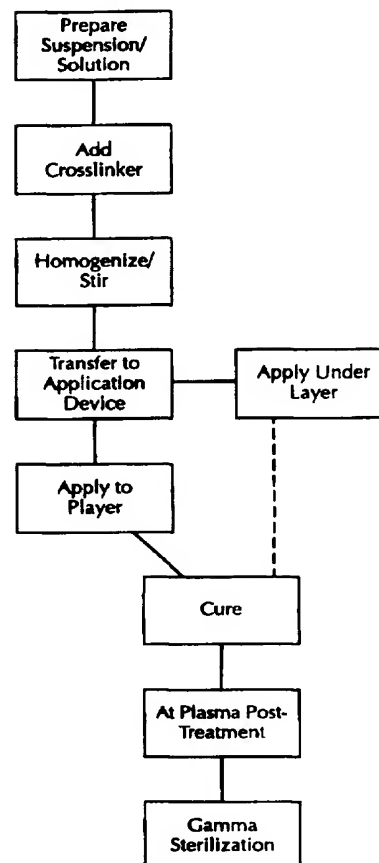 Prepare
Suspension/
Solution
Add
Crosslinker
Homogenize/
Stir
Transfer to
Application
Device
Apply Under
Layer
Apply to
Player
Cure
At Plasma Post-
Treatment
Gamma
Sterilization